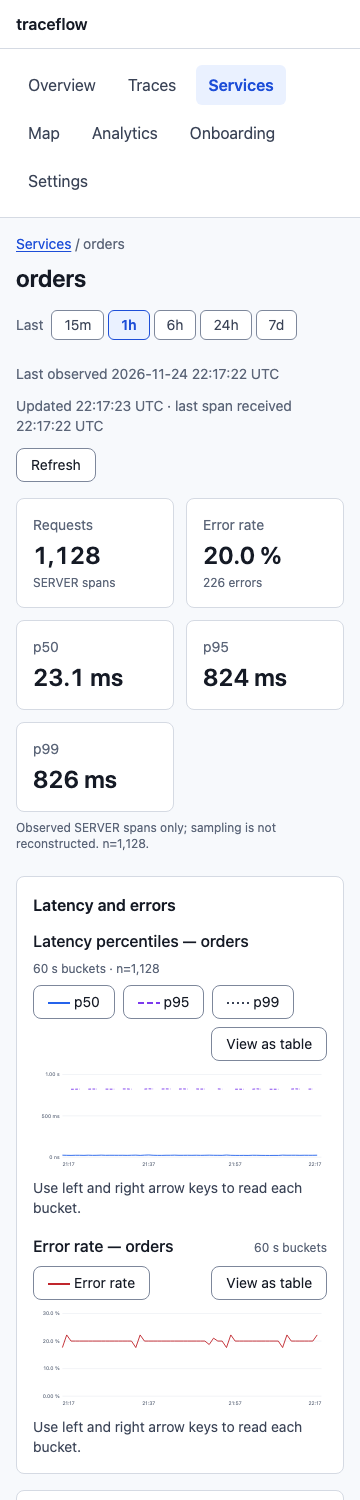 traceflow
Overview Traces Services
Map Analytics Onboarding
Settings
Services / orders
orders
Last 15m 1h 6h 24h 7d
Last observed 2026-11-24 22:17:22 UTC
Updated 22:17:23 UTC · last span received
22:17:22 UTC
Refresh
Requests
1,128
SERVER spans
Error rate
20.0 %
226 errors
p50
23.1 ms
p95
824 ms
p99
826 ms
Observed SERVER spans only; sampling is not
reconstructed. n=1,128.
Latency and errors
Latency percentiles — orders
60 s buckets · n=1,128
p50 p95 p99
View as table
1.00 s
500 ms
0 ns
21:17 21:37 21:57 22:17
Use left and right arrow keys to read each
bucket.
Error rate — orders 60 s buckets
Error rate View as table
30.0 %
20.0 %
10.0 %
0.00 %
21:17 21:37 21:57 22:17
Use left and right arrow keys to read each
bucket.